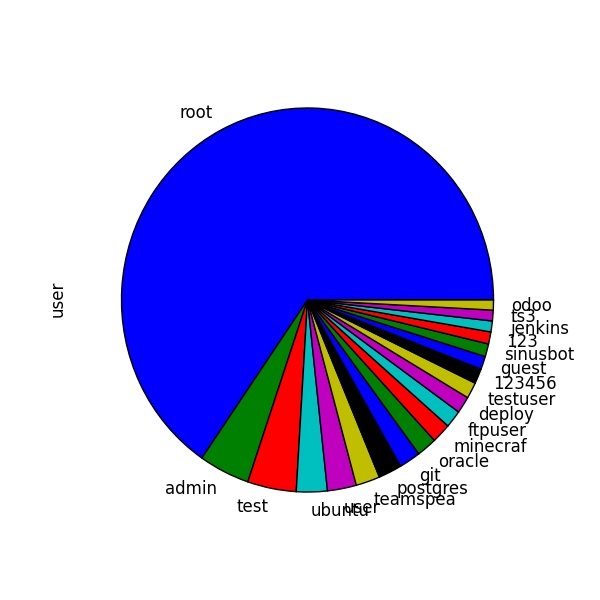 root
user
admin
test
ubuntu
user
teamspea
postgres
git
oracle
minecraf
ftpuser
deploy
testuser
123456
guest
sinusbot
123
jenkins
ts3
odoo